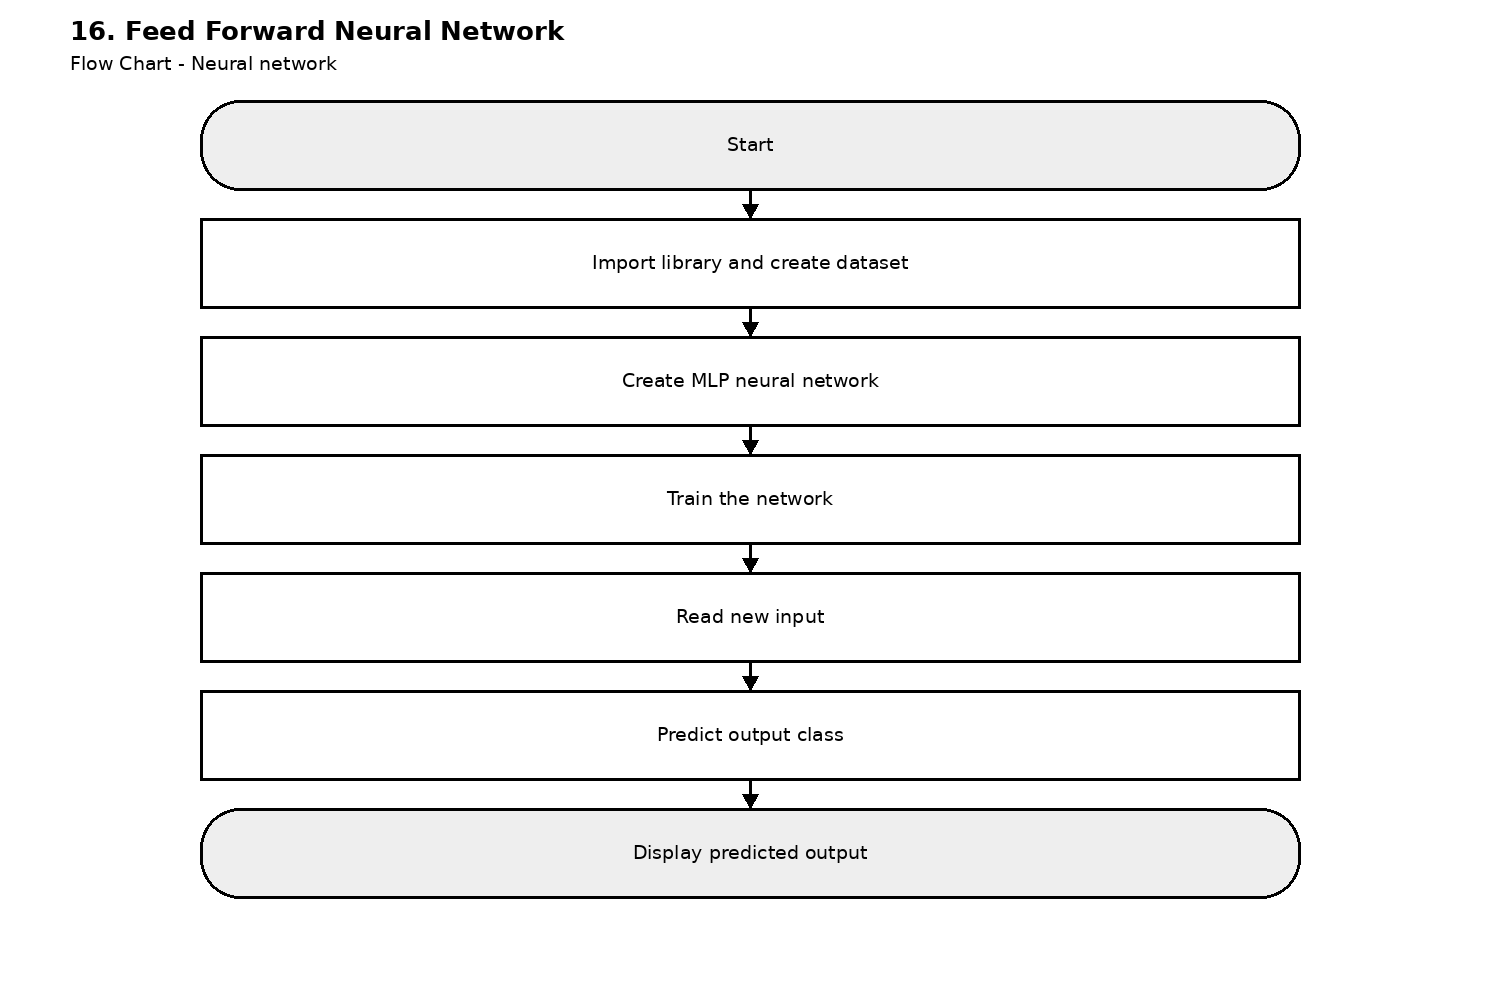 16. Feed Forward Neural Network
Flow Chart - Neural network
Start
Import library and create dataset
Create MLP neural network
Train the network
Read new input
Predict output class
Display predicted output